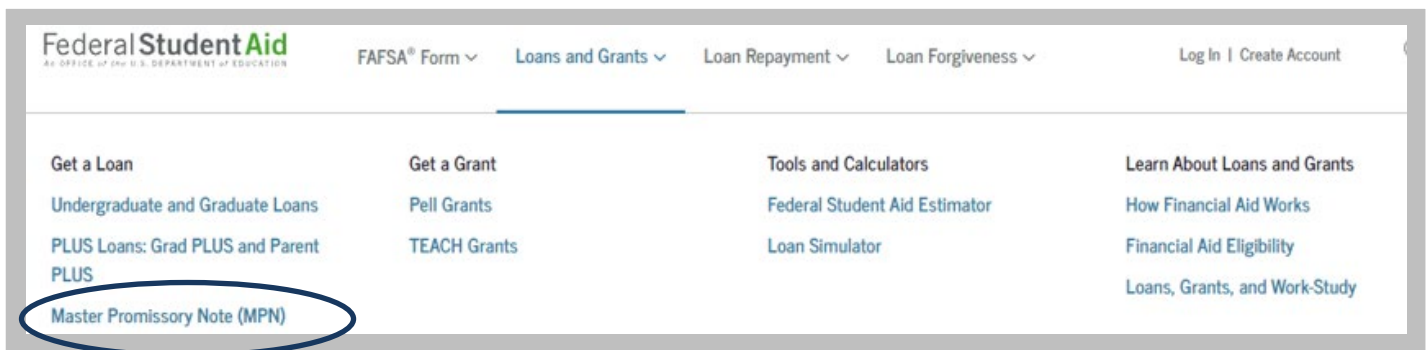 Federal Student Aid
An OFFICE of the U.S. DEPARTMENT of EDUCATION
FAFSA® Form
Loans and Grants
Loan Repayment
Loan Forgiveness
Log In | Create Account
Get a Loan
Undergraduate and Graduate Loans
PLUS Loans: Grad PLUS and Parent
PLUS
Master Promissory Note (MPN)
Get a Grant
Pell Grants
TEACH Grants
Tools and Calculators
Federal Student Aid Estimator
Loan Simulator
Learn About Loans and Grants
How Financial Aid Works
Financial Aid Eligibility
Loans, Grants, and Work-Study